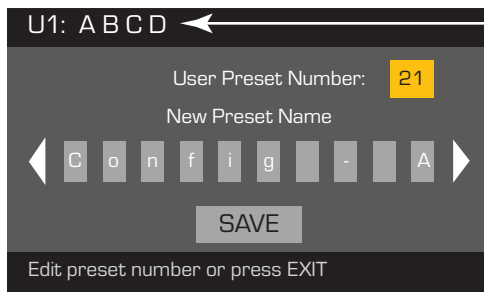 U1: A B C D
User Preset Number: 21
New Preset Name
C o n f i g - A
SAVE
Edit preset number or press EXIT